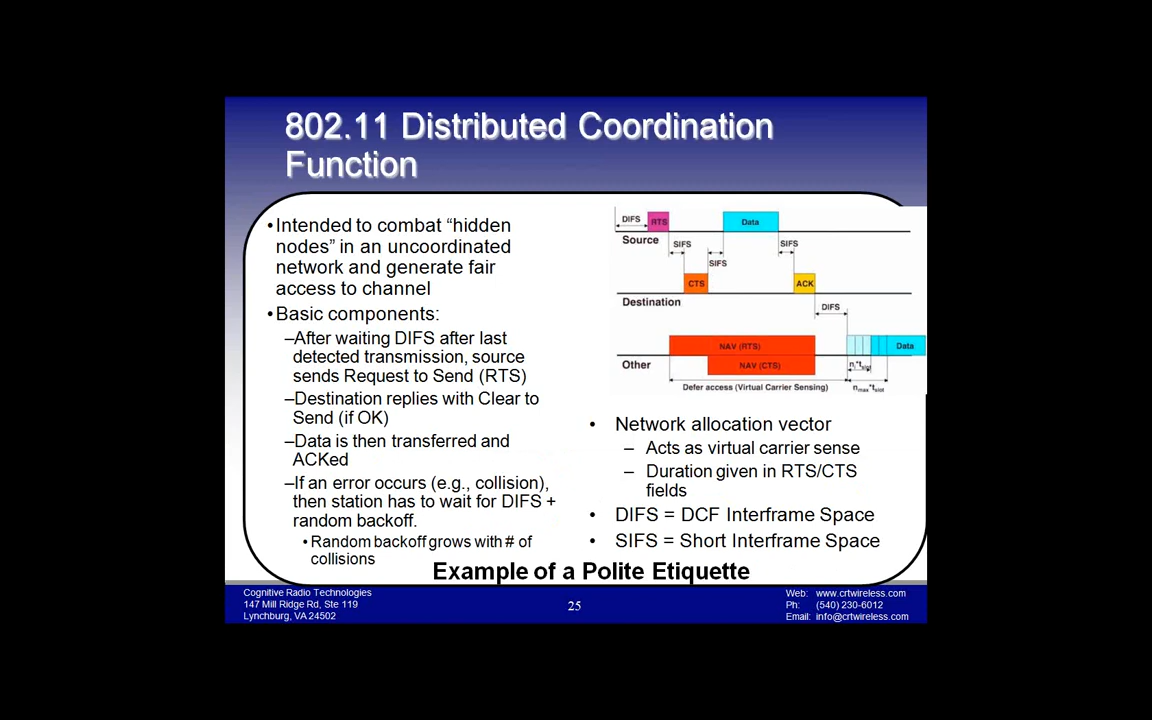 802.11 Distributed Coordination
Function
•Intended to combat “hidden
nodes” in an uncoordinated
network and generate fair
access to channel
•Basic components:
–After waiting DIFS after last
detected transmission, source
sends Request to Send (RTS)
–Destination replies with Clear to
Send (if OK)
–Data is then transferred and
ACKed
–If an error occurs (e.g., collision),
then station has to wait for DIFS +
random backoff.
•Random backoff grows with # of
collisions
DIFS
RTS
Data
Source
SIFS
SIFS
SIFS
CTS
ACK
Destination
DIFS
NAV (RTS)
Data
Other
NAV (CTS)
ni*tslot
Defer access (Virtual Carrier Sensing)
nmax*tslot
• Network allocation vector
– Acts as virtual carrier sense
– Duration given in RTS/CTS
fields
• DIFS = DCF Interframe Space
• SIFS = Short Interframe Space
Example of a Polite Etiquette
Cognitive Radio Technologies
147 Mill Ridge Rd, Ste 119
Lynchburg, VA 24502
25
Web: www.crtwireless.com
Ph: (540) 230-6012
Email: info@crtwireless.com